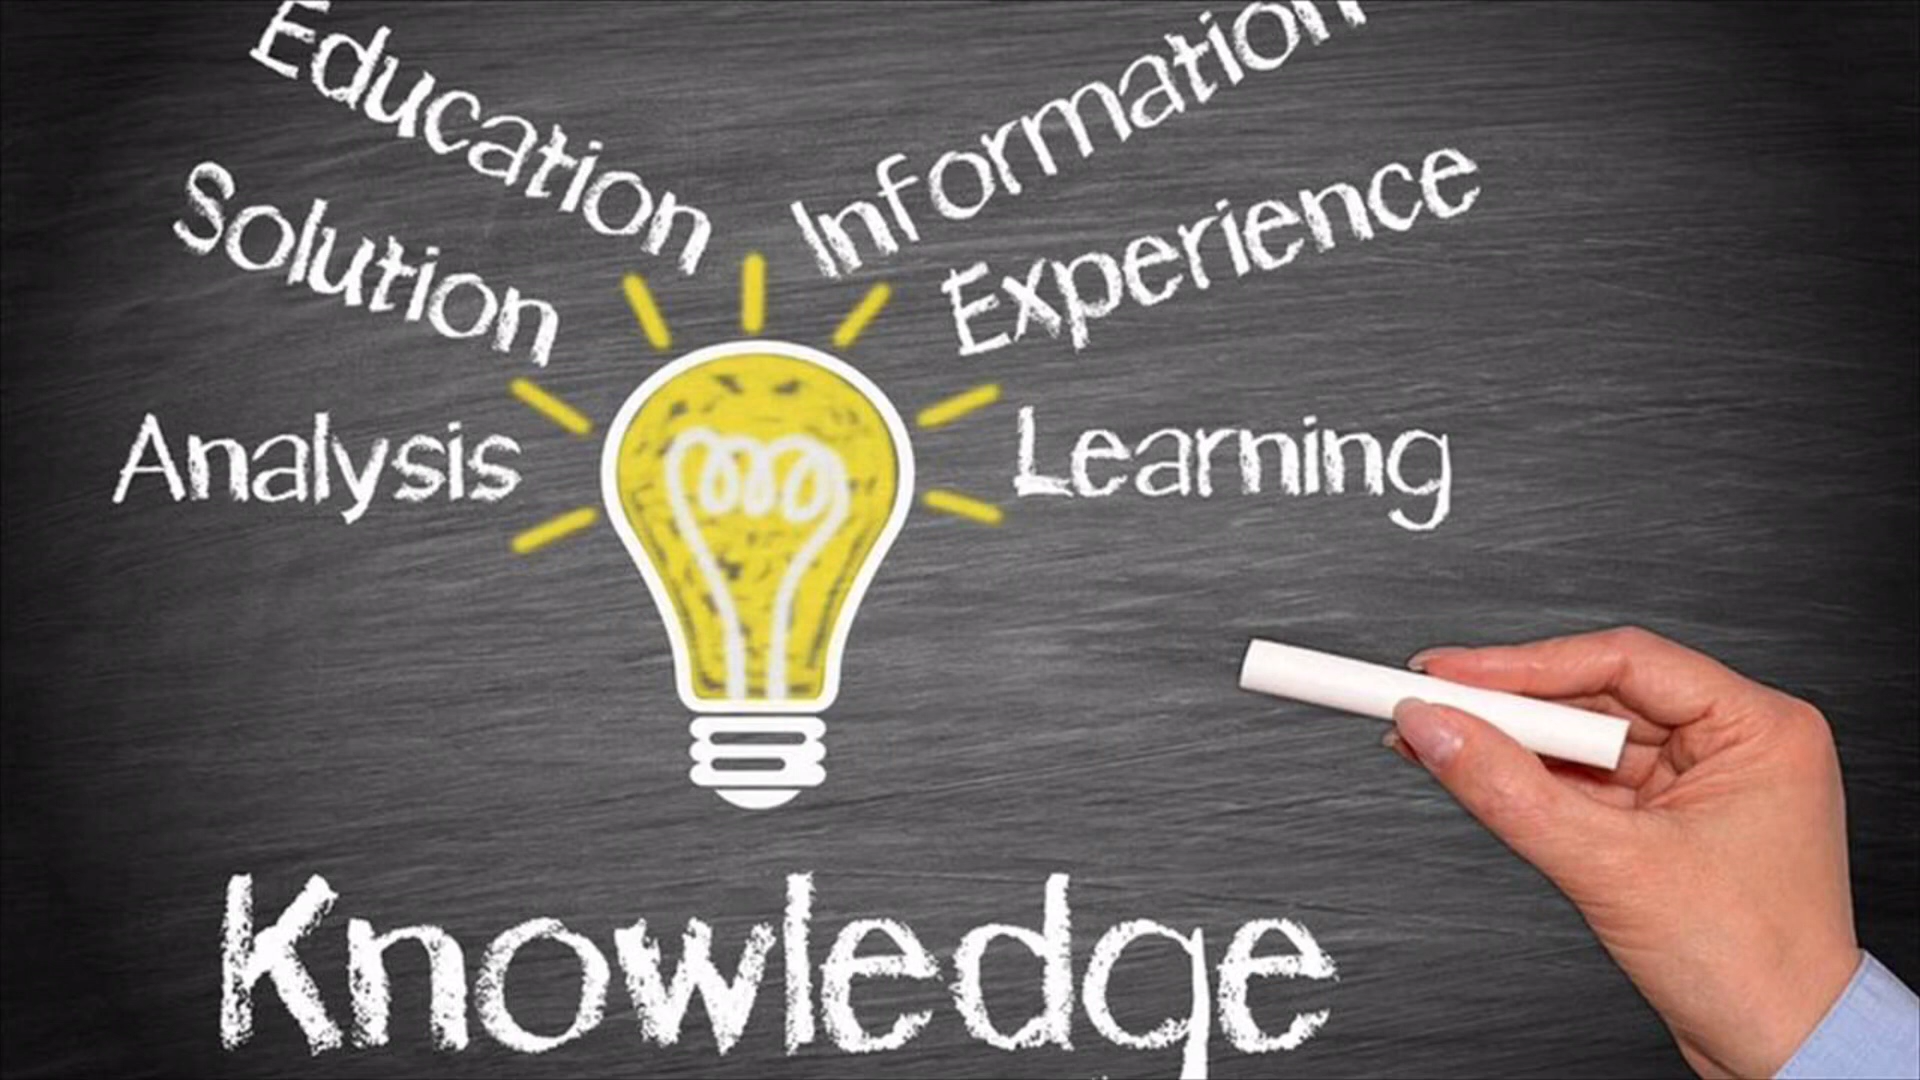 Education
Information
Solution
Experience
Analysis
Learning
Knowledge